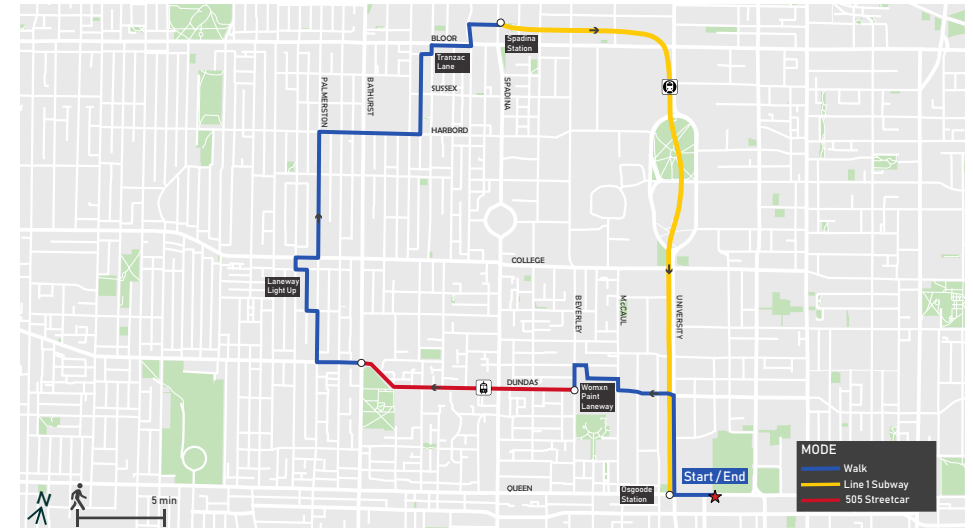 BLOOR
Spadina
Station
Tranzac
Lane
PALMERSTON
BATHURST
SUSSEX
SPADINA
HARBORD
COLLEGE
Laneway
Light Up
BEVERLEY
McCAUL
UNIVERSITY
DUNDAS
Womxn
Paint
Laneway
MODE
Walk
Line 1 Subway
505 Streetcar
Start/End
QUEEN
Osgoode
Station
N
5 min